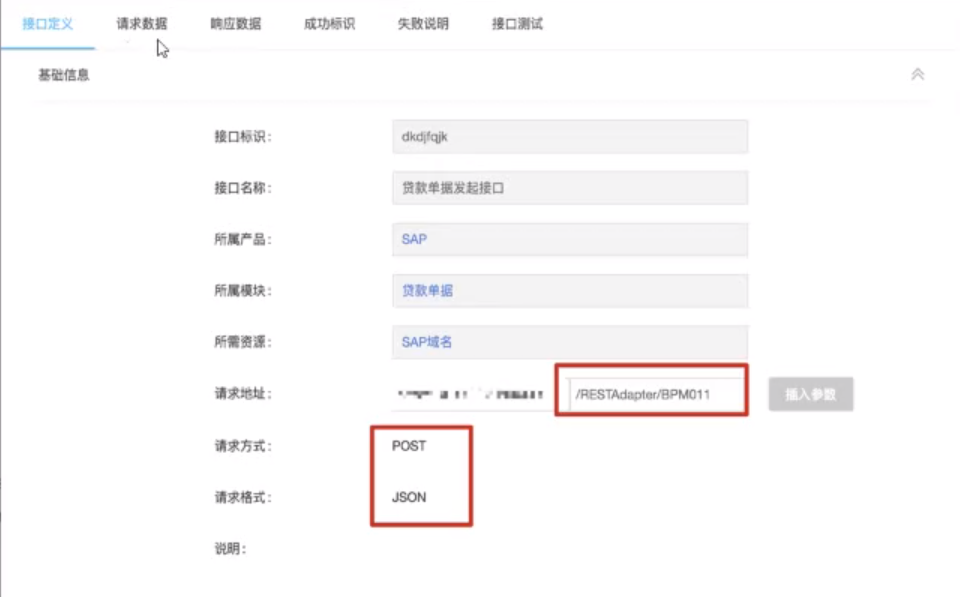 接口定义 请求数据 响应数据 成功标识 失败说明 接口测试
基础信息
接口标识： dkdjfqjk
接口名称： 贷款单据发起接口
所属产品： SAP
所属模块： 贷款单据
所需资源： SAP域名
请求地址： /RESTAdapter/BPM011 插入参数
请求方式： POST
请求格式： JSON
说明：